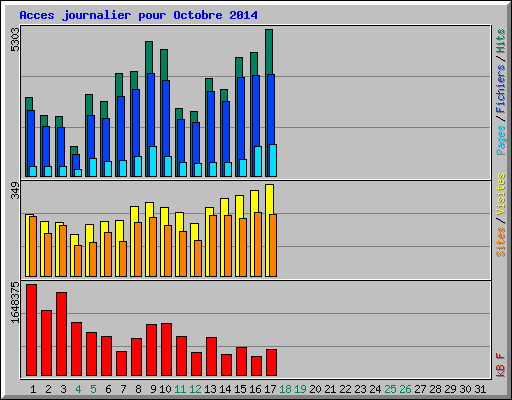 Acces journalier pour Octobre 2014
5303
Pages/Fichiers/Hits
349
Sites/Visites
1648375
kB F
1 2 3 4 5 6 7 8 9 10 11 12 13 14 15 16 17 18 19 20 21 22 23 24 25 26 27 28 29 30 31